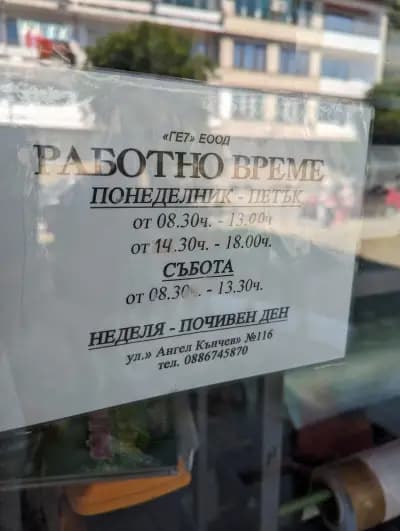 «ГЕ7» ЕООД
РАБОТНО ВРЕМЕ
ПОНЕДЕЛНИК - ПЕТЪК
от 08.30ч. - 13.00ч
от 14.30ч. - 18.00ч.
СЪБОТА
от 08.30ч. - 13.30ч.
НЕДЕЛЯ - ПОЧИВЕН ДЕН
ул.» Ангел Кънчев» №116
тел. 0886745870